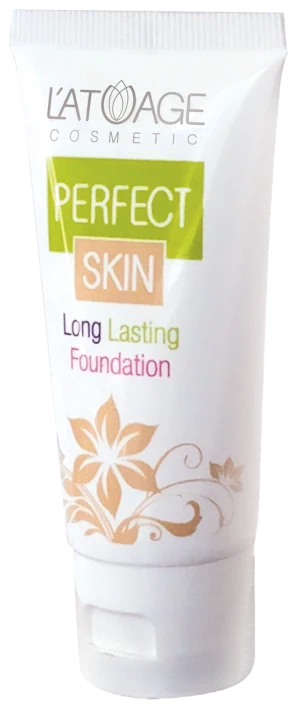 L'ATUAGE
COSMETIC
PERFECT
SKIN
Long Lasting
Foundation